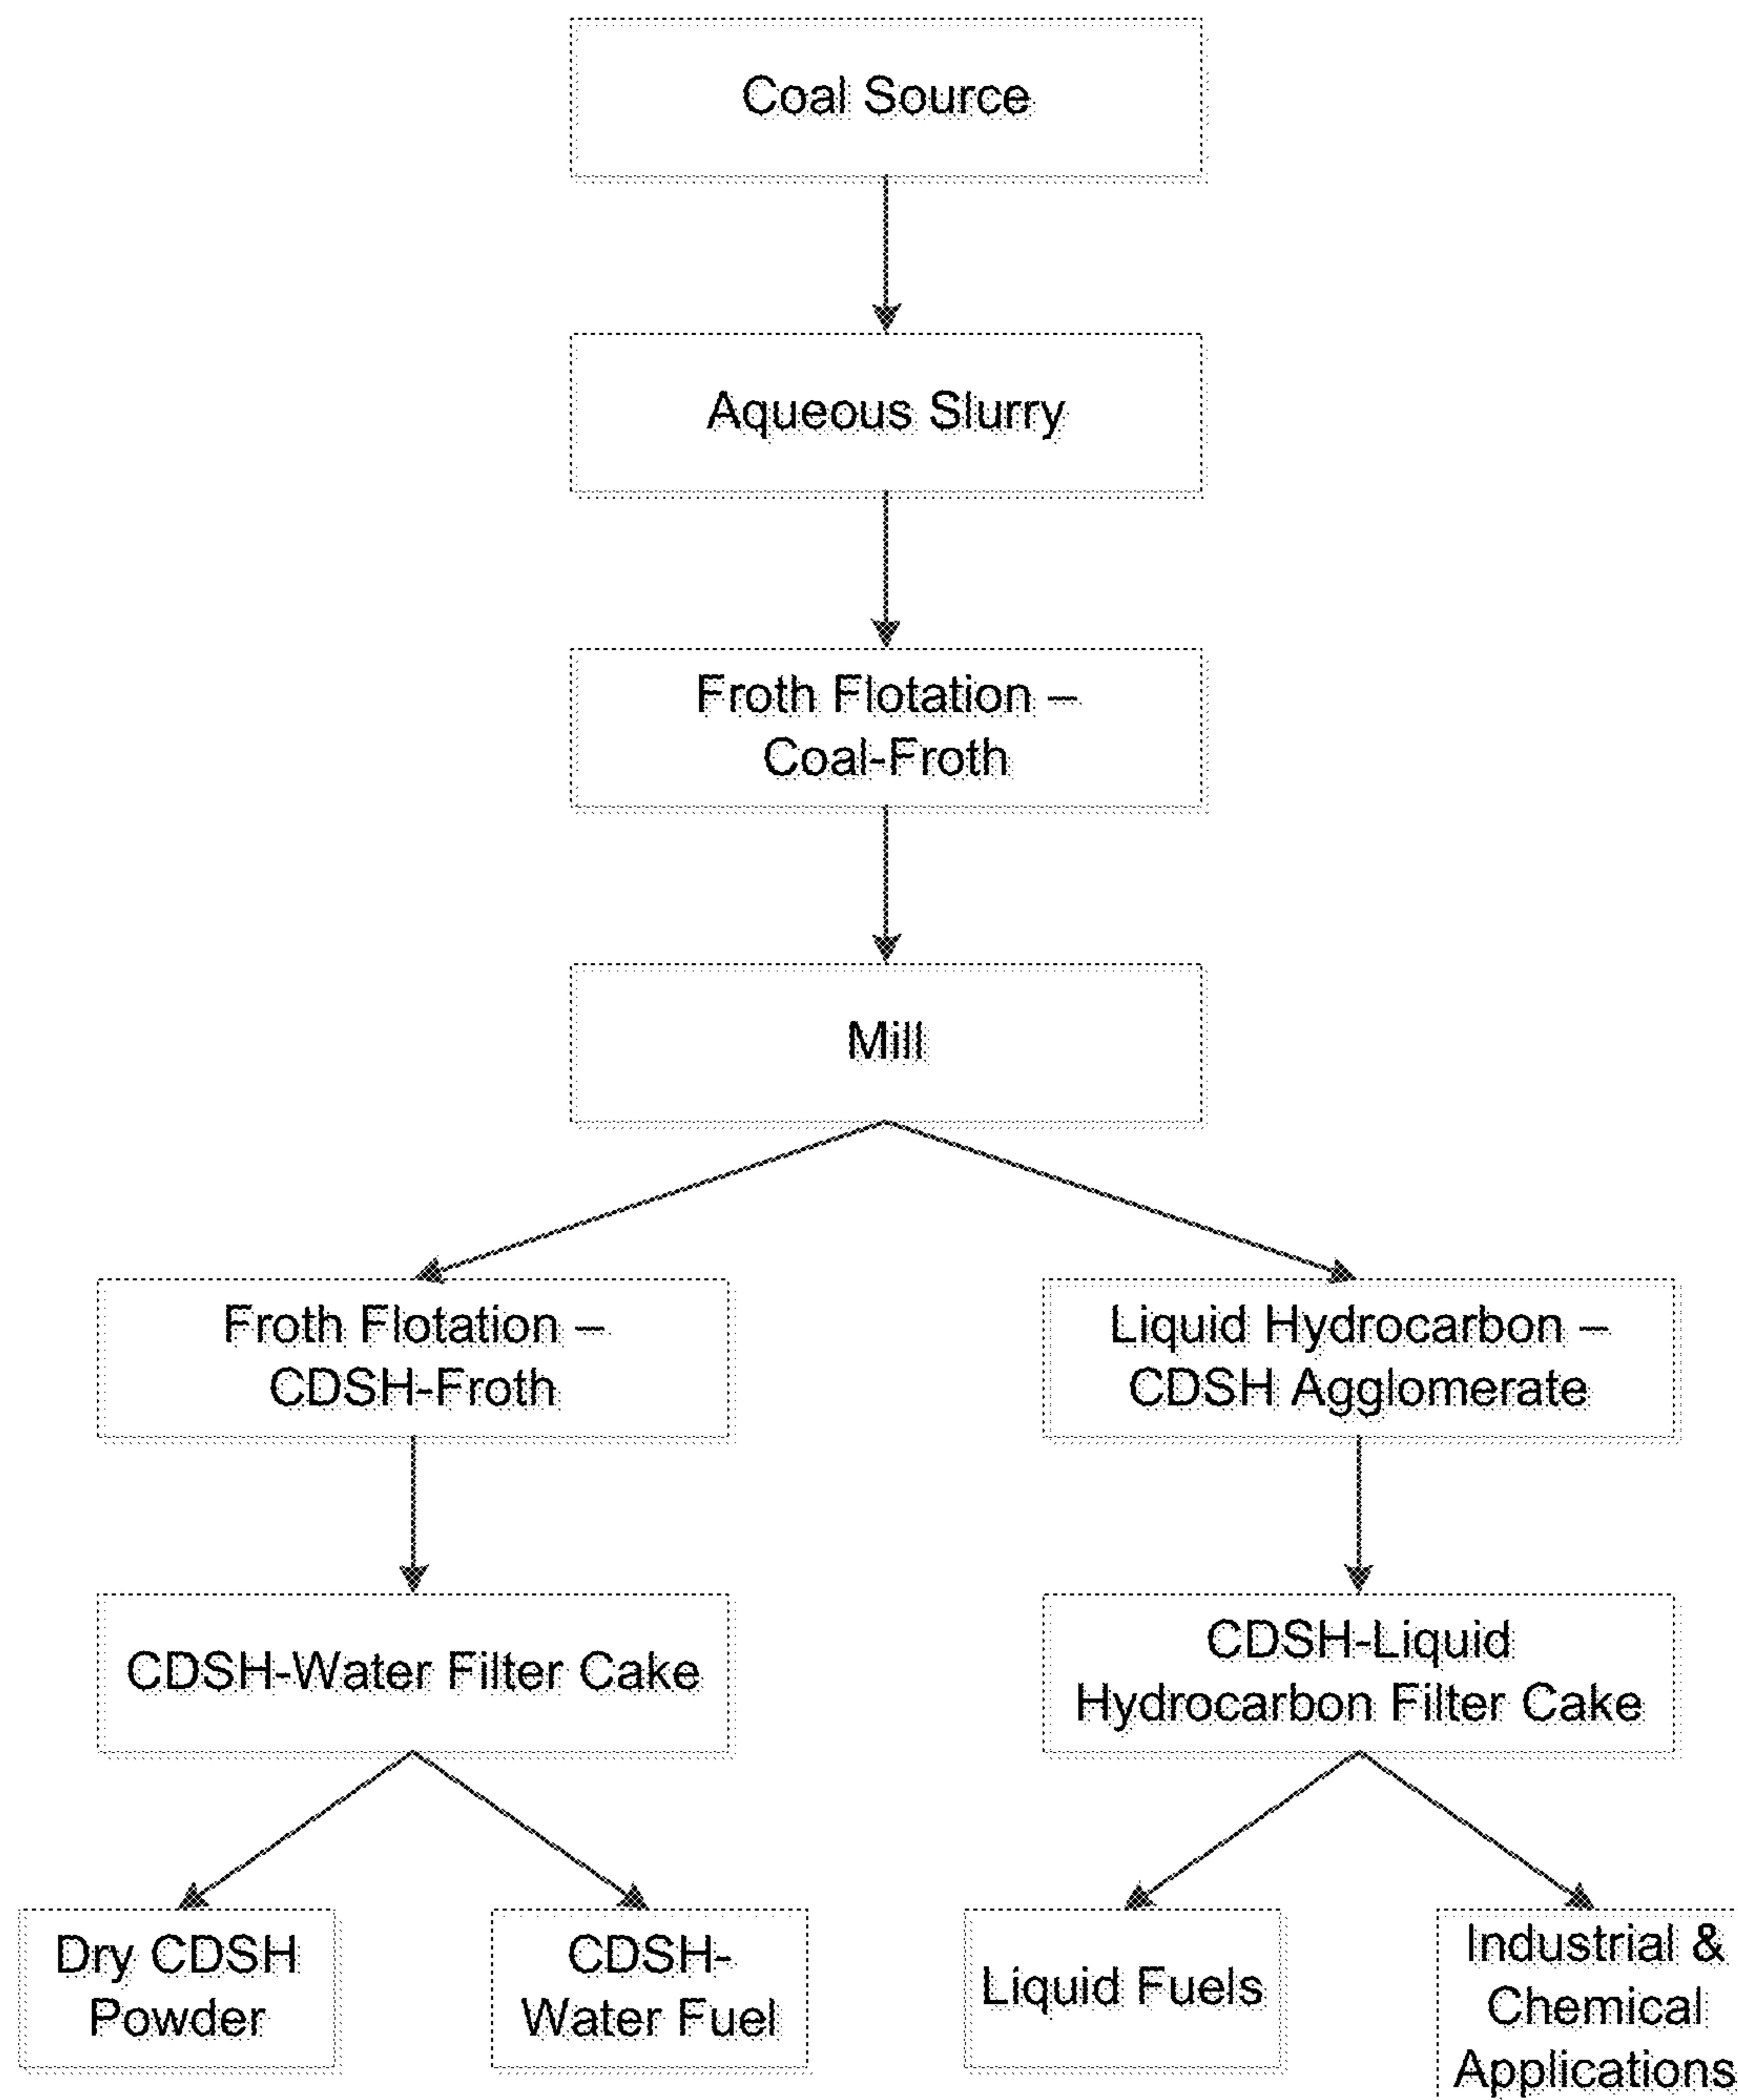 Coal Source
Aqueous Slurry
Froth Flotation –
Coal-Froth
Mill
Froth Flotation –
CDSH-Froth
Liquid Hydrocarbon –
CDSH Agglomerate
CDSH-Water Filter Cake
CDSH-Liquid
Hydrocarbon Filter Cake
Dry CDSH
Powder
CDSH-
Water Fuel
Liquid Fuels
Industrial &
Chemical
Applications